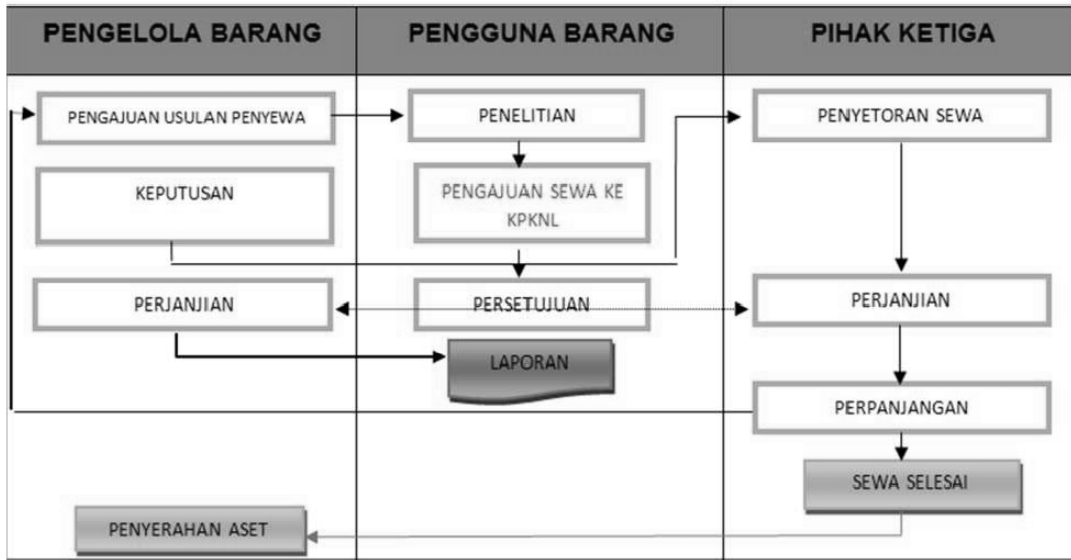 PENGELOLA BARANG
PENGGUNA BARANG
PIHAK KETIGA
PENGAJUAN USULAN PENYEWA
PENELITIAN
PENYETORAN SEWA
KEPUTUSAN
PENGAJUAN SEWA KE
KPKNL
PERJANJIAN
PERSETUJUAN
PERJANJIAN
LAPORAN
PERPANJANGAN
SEWA SELESAI
PENYERAHAN ASET